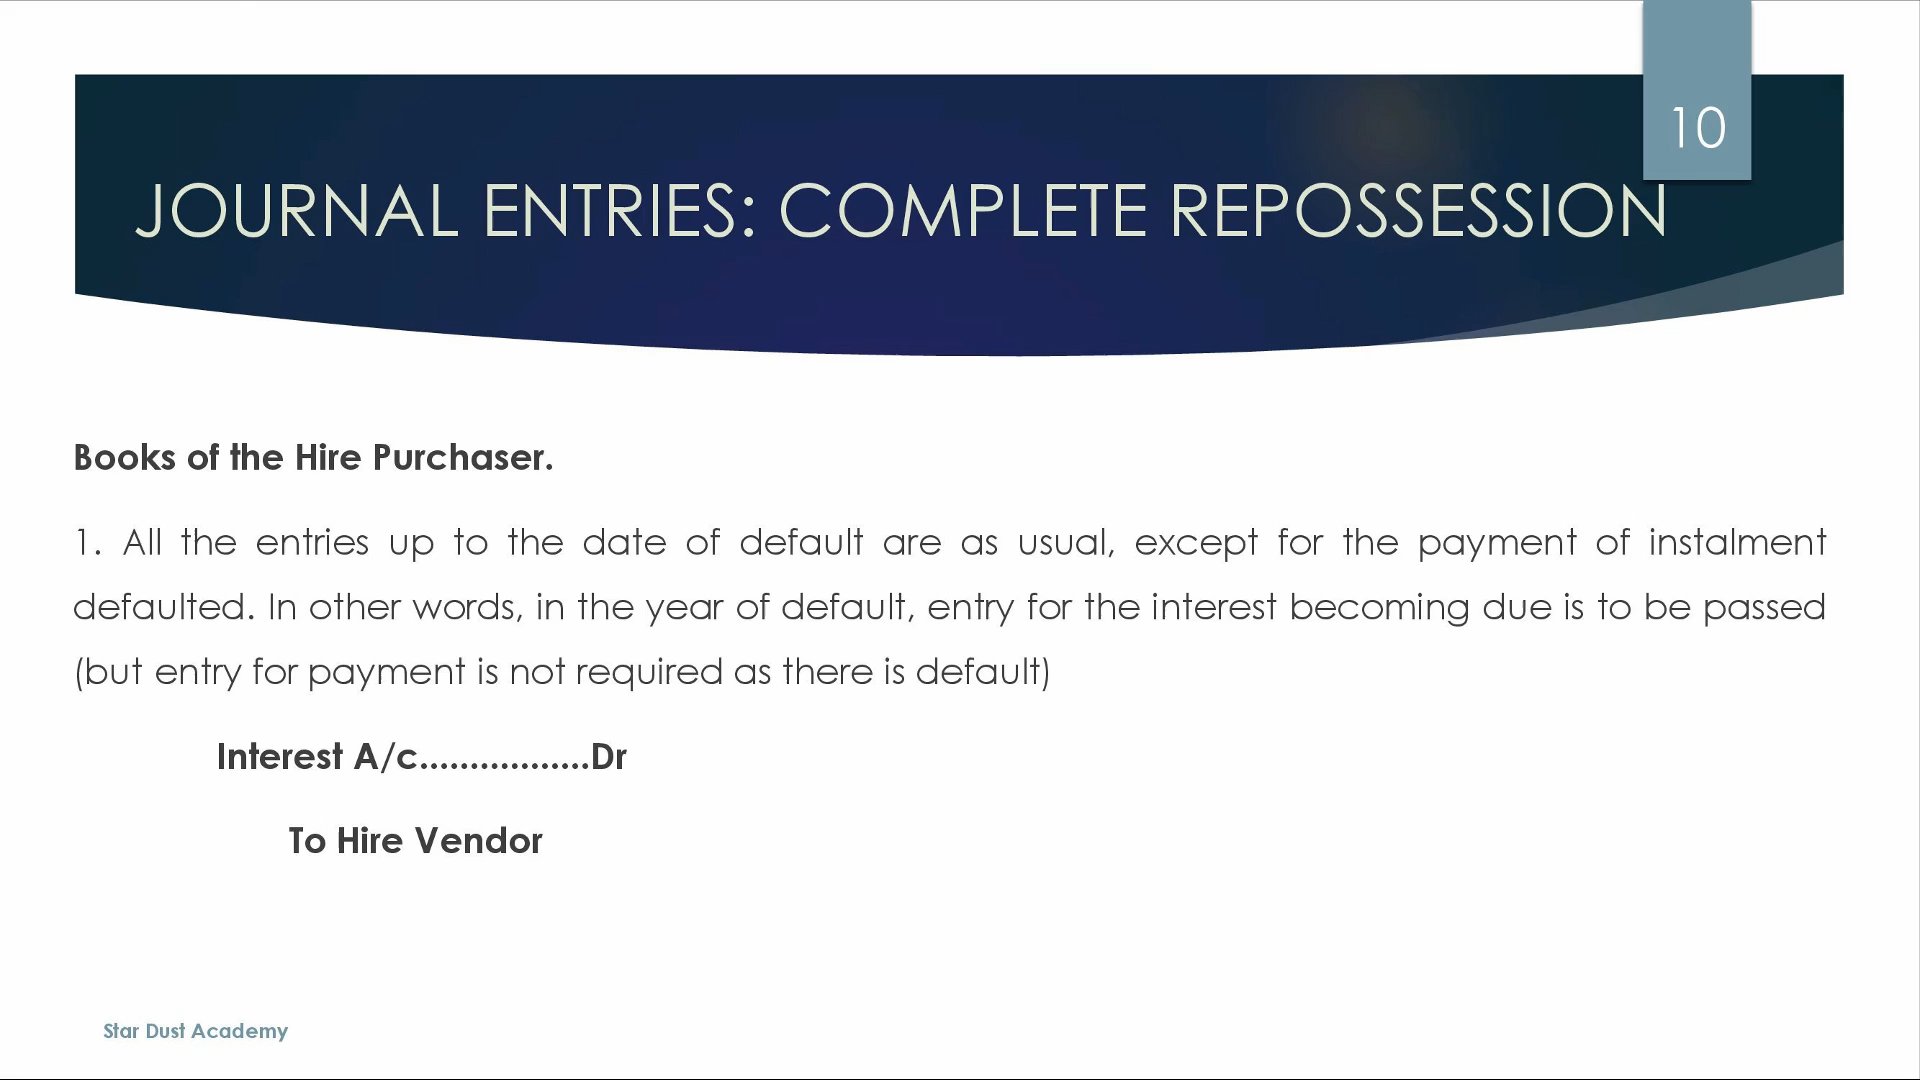 10
JOURNAL ENTRIES: COMPLETE REPOSSESSION
Books of the Hire Purchaser.
1. All the entries up to the date of default are as usual, except for the payment of instalment
defaulted. In other words, in the year of default, entry for the interest becoming due is to be passed
(but entry for payment is not required as there is default)
Interest A/c.................Dr
To Hire Vendor
Star Dust Academy